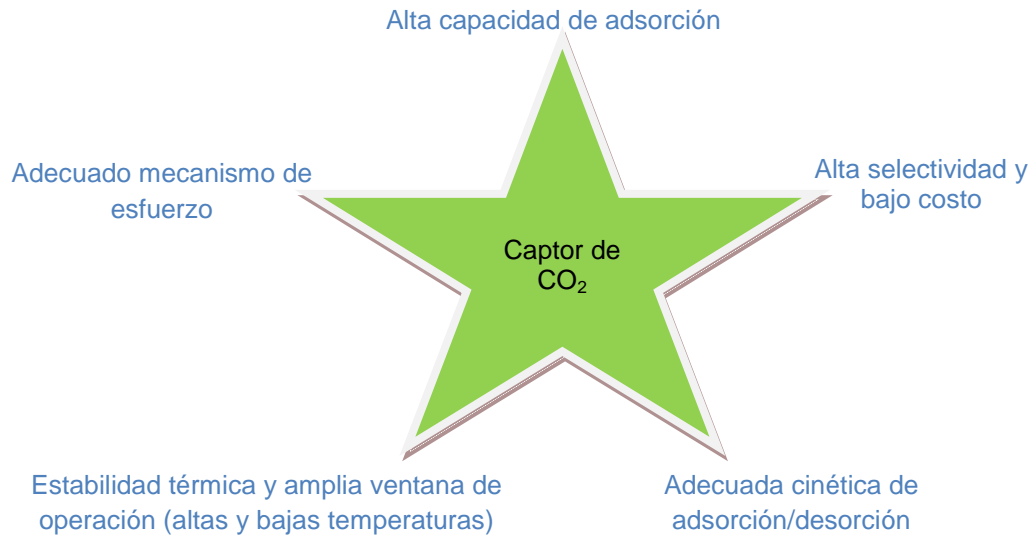 Alta capacidad de adsorción
Adecuado mecanismo de
esfuerzo
Alta selectividad y
bajo costo
Captor de
CO₂
Estabilidad térmica y amplia ventana de
operación (altas y bajas temperaturas)
Adecuada cinética de
adsorción/desorción